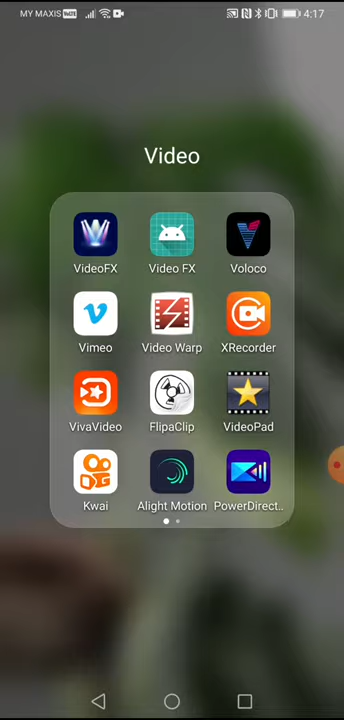 MY MAXIS VoLTE 4:17
Video
VideoFX Video FX Voloco
Vimeo Video Warp XRecorder
VivaVideo FlipaClip VideoPad
Kwai Alight Motion PowerDirect..